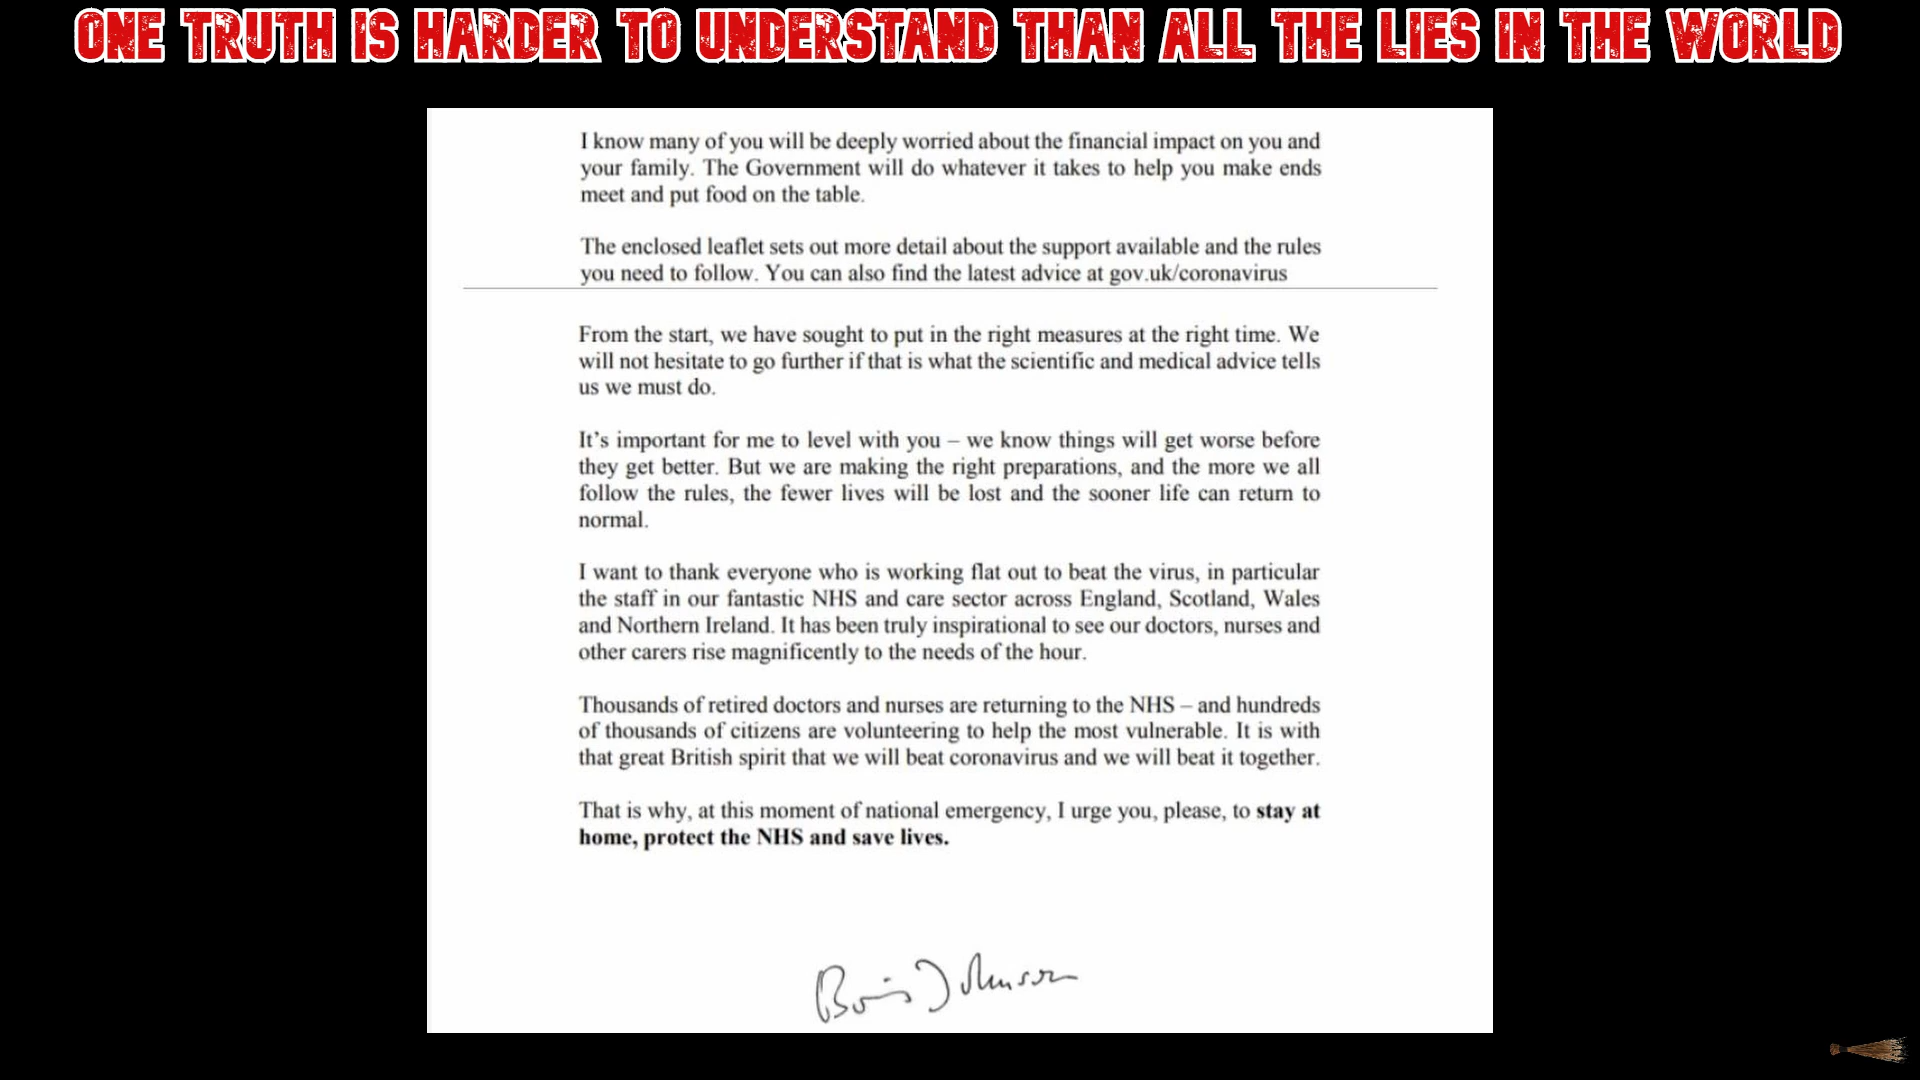 ONE TRUTH IS HARDER TO UNDERSTAND THAN ALL THE LIES IN THE WORLD
I know many of you will be deeply worried about the financial impact on you and
your family. The Government will do whatever it takes to help you make ends
meet and put food on the table.
The enclosed leaflet sets out more detail about the support available and the rules
you need to follow. You can also find the latest advice at gov.uk/coronavirus
From the start, we have sought to put in the right measures at the right time. We
will not hesitate to go further if that is what the scientific and medical advice tells
us we must do.
It’s important for me to level with you – we know things will get worse before
they get better. But we are making the right preparations, and the more we all
follow the rules, the fewer lives will be lost and the sooner life can return to
normal.
I want to thank everyone who is working flat out to beat the virus, in particular
the staff in our fantastic NHS and care sector across England, Scotland, Wales
and Northern Ireland. It has been truly inspirational to see our doctors, nurses and
other carers rise magnificently to the needs of the hour.
Thousands of retired doctors and nurses are returning to the NHS – and hundreds
of thousands of citizens are volunteering to help the most vulnerable. It is with
that great British spirit that we will beat coronavirus and we will beat it together.
That is why, at this moment of national emergency, I urge you, please, to stay at
home, protect the NHS and save lives.
Boris Johnson